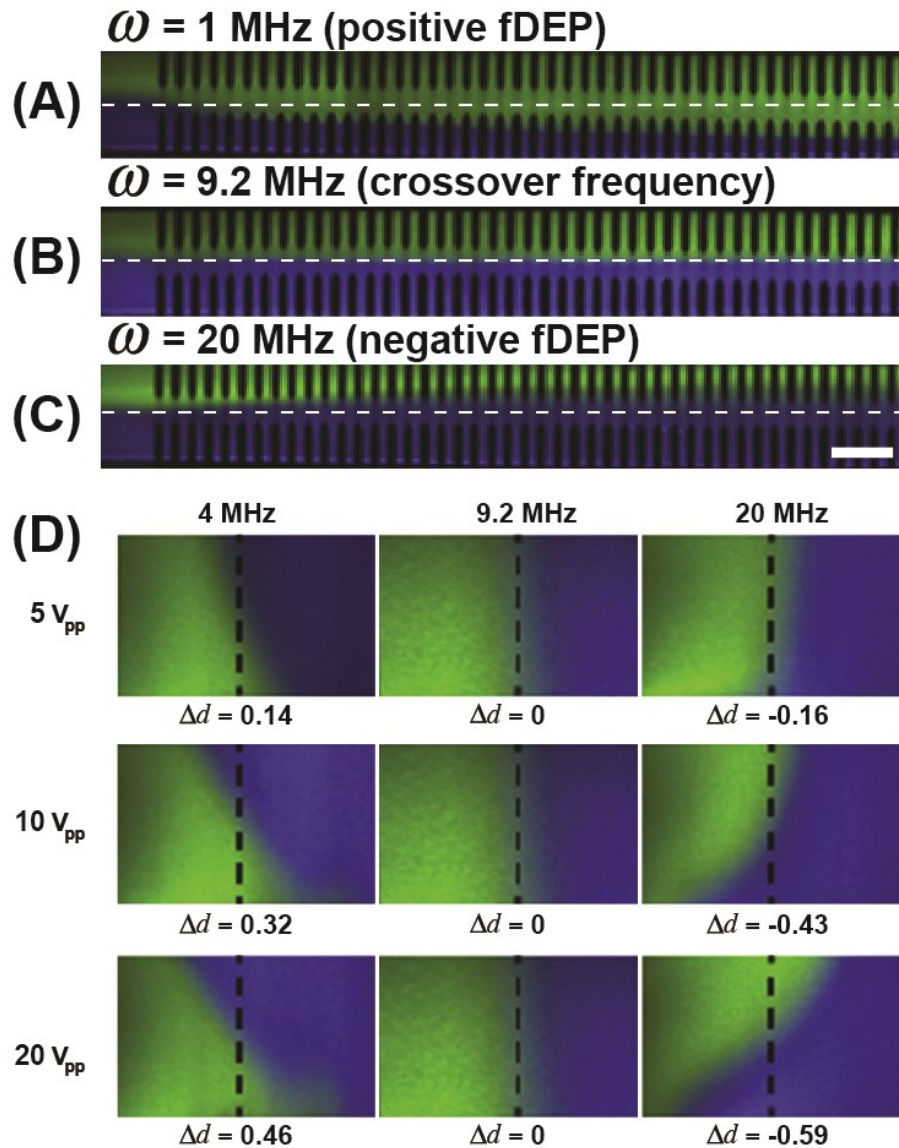 ω = 1 MHz (positive fDEP)
(A)
ω = 9.2 MHz (crossover frequency)
(B)
ω = 20 MHz (negative fDEP)
(C)
(D)
4 MHz 9.2 MHz 20 MHz
5 Vpp
Δd = 0.14 Δd = 0 Δd = -0.16
10 Vpp
Δd = 0.32 Δd = 0 Δd = -0.43
20 Vpp
Δd = 0.46 Δd = 0 Δd = -0.59